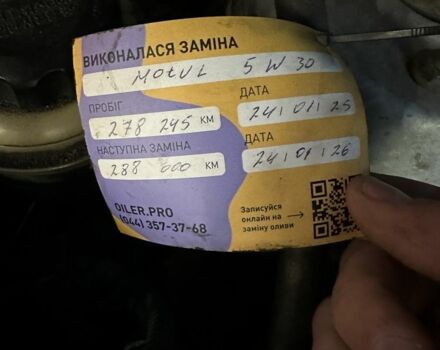 ВИКОНАЛАСЯ ЗАМІНА
MOTUL 5W30
ПРОБІГ
278 245 КМ
ДАТА
24/01/25
НАСТУПНА ЗАМІНА
288 000 КМ
ДАТА
24/01/26
OILER.PRO
(044) 357-37-68
Запишуйся
онлайн на
заміну оливи